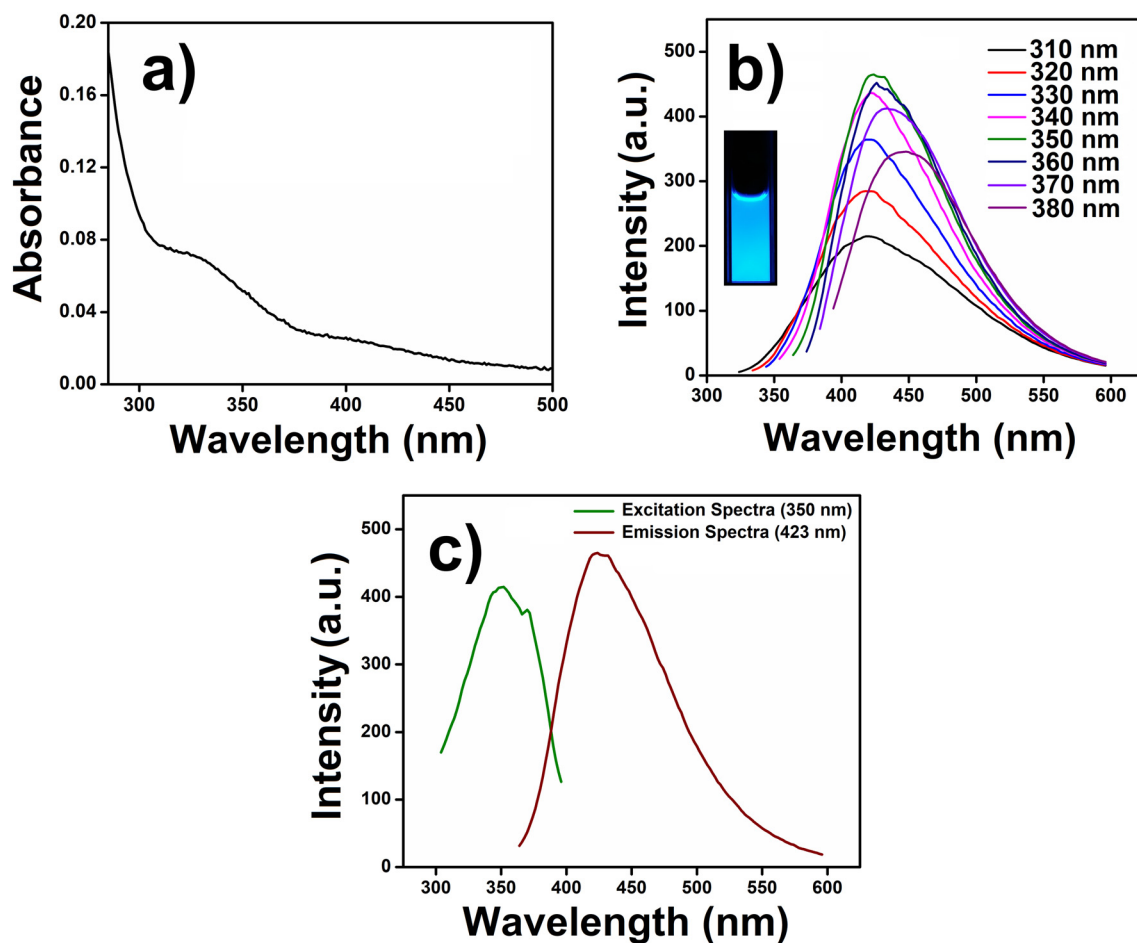 a)
0.20
0.16
0.12
0.08
0.04
0.00
Absorbance
300 350 400 450 500
Wavelength (nm)
b)
500
400
300
200
100
0
Intensity (a.u.)
310 nm
320 nm
330 nm
340 nm
350 nm
360 nm
370 nm
380 nm
300 350 400 450 500 550 600
Wavelength (nm)
c)
Excitation Spectra (350 nm)
Emission Spectra (423 nm)
500
400
300
200
100
0
Intensity (a.u.)
300 350 400 450 500 550 600
Wavelength (nm)